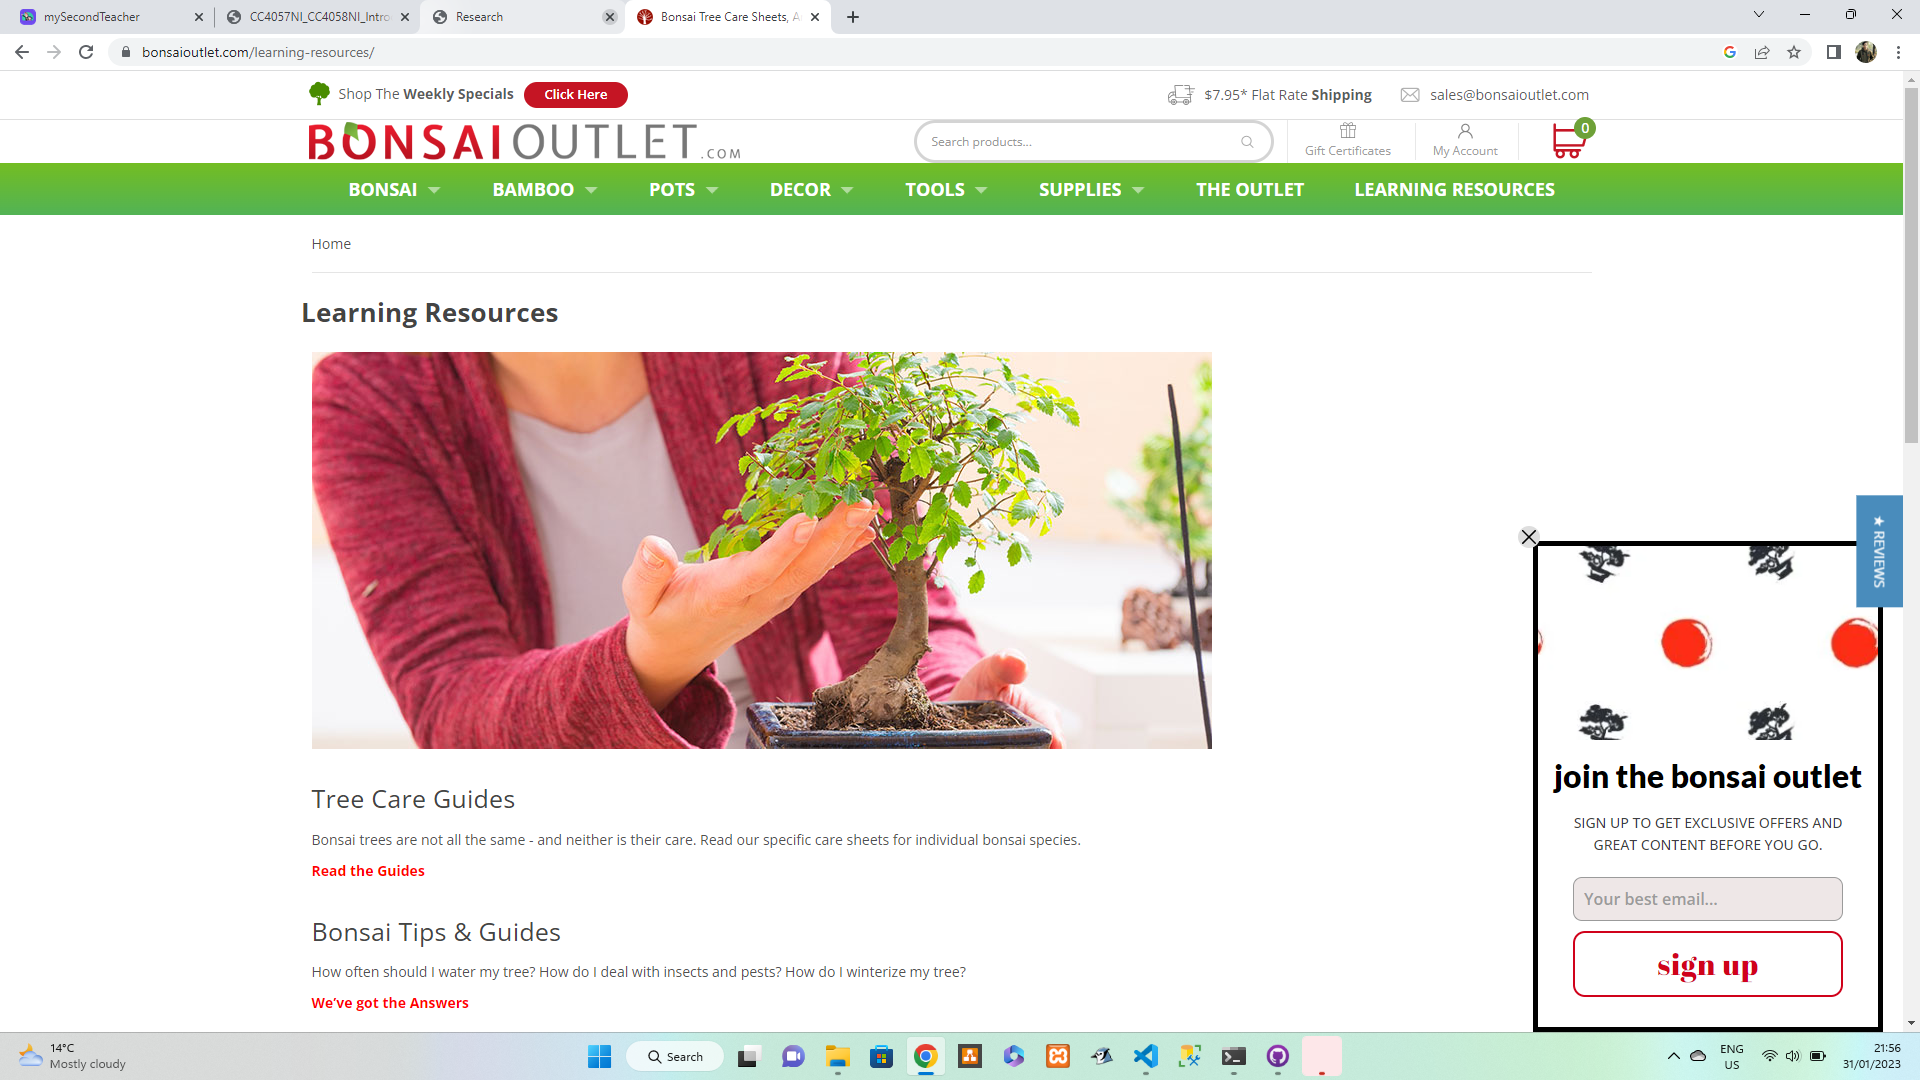 mySecondTeacher
CC4057NI_CC4058NI_Intro
Research
Bonsai Tree Care Sheets, A
bonsaioutlet.com/learning-resources/
Shop The Weekly Specials
Click Here
$7.95* Flat Rate Shipping
sales@bonsaioutlet.com
BONSAI OUTLET.COM
Search products...
Gift Certificates
My Account
0
BONSAI
BAMBOO
POTS
DECOR
TOOLS
SUPPLIES
THE OUTLET
LEARNING RESOURCES
Home
Learning Resources
★ REVIEWS
Tree Care Guides
Bonsai trees are not all the same - and neither is their care. Read our specific care sheets for individual bonsai species.
Read the Guides
Bonsai Tips & Guides
How often should I water my tree? How do I deal with insects and pests? How do I winterize my tree?
We've got the Answers
join the bonsai outlet
SIGN UP TO GET EXCLUSIVE OFFERS AND
GREAT CONTENT BEFORE YOU GO.
Your best email...
sign up
14°C
Mostly cloudy
Search
ENG
US
21:56
31/01/2023